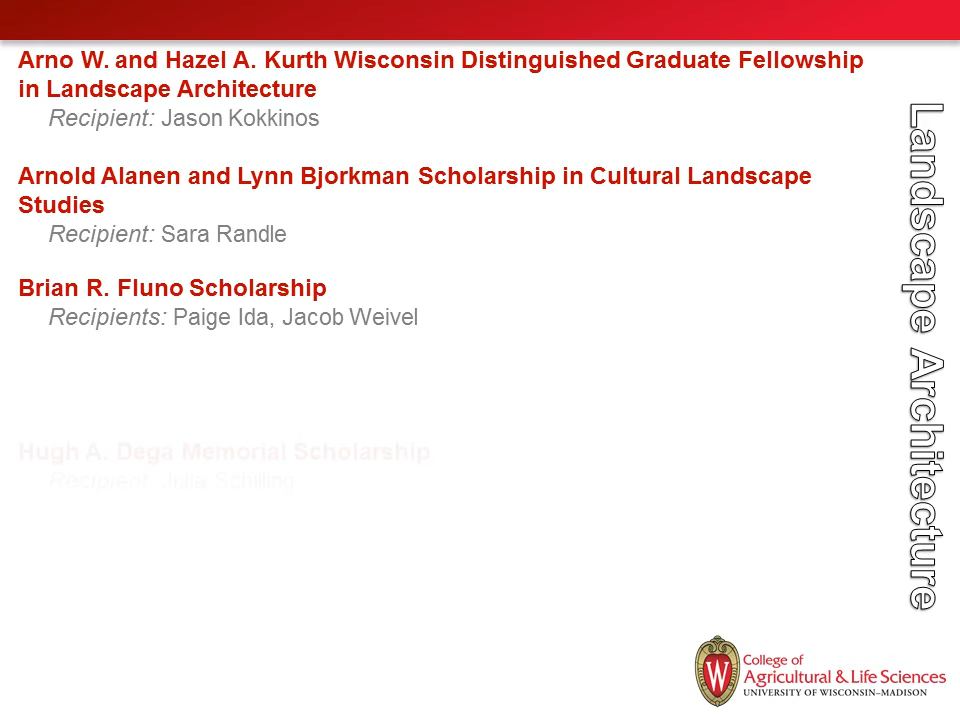 Arno W. and Hazel A. Kurth Wisconsin Distinguished Graduate Fellowship
in Landscape Architecture
Recipient: Jason Kokkinos
Arnold Alanen and Lynn Bjorkman Scholarship in Cultural Landscape
Studies
Recipient: Sara Randle
Brian R. Fluno Scholarship
Recipients: Paige Ida, Jacob Weivel
Hugh A. Dega Memorial Scholarship
Recipient: Julia Schilling
Landscape Architecture
W
College of
Agricultural & Life Sciences
UNIVERSITY OF WISCONSIN–MADISON